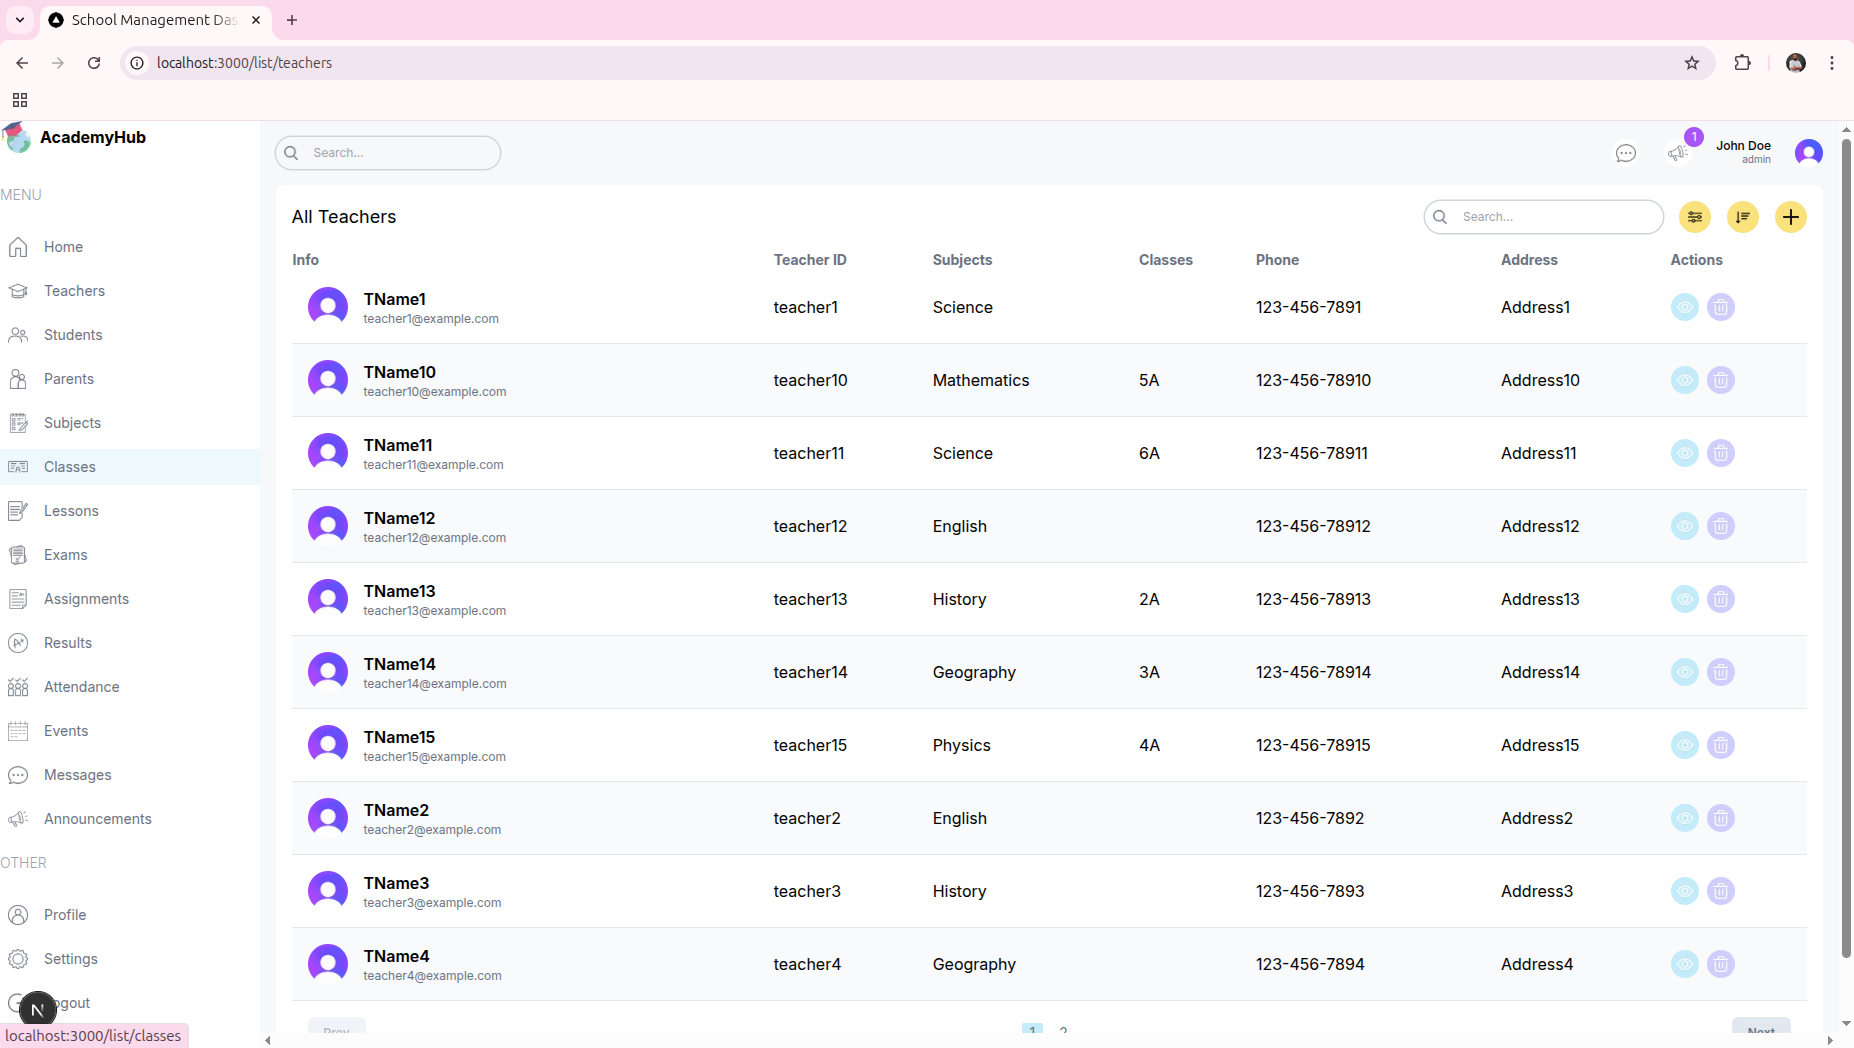 School Management Das
localhost:3000/list/teachers
AcademyHub
Search...
1
John Doe
admin
MENU
Home
Teachers
Students
Parents
Subjects
Classes
Lessons
Exams
Assignments
Results
Attendance
Events
Messages
Announcements
OTHER
Profile
Settings
ogout
N
localhost:3000/list/classes
All Teachers
Search...
Info Teacher ID Subjects Classes Phone Address Actions
TName1
teacher1@example.com
teacher1 Science 123-456-7891 Address1
TName10
teacher10@example.com
teacher10 Mathematics 5A 123-456-78910 Address10
TName11
teacher11@example.com
teacher11 Science 6A 123-456-78911 Address11
TName12
teacher12@example.com
teacher12 English 123-456-78912 Address12
TName13
teacher13@example.com
teacher13 History 2A 123-456-78913 Address13
TName14
teacher14@example.com
teacher14 Geography 3A 123-456-78914 Address14
TName15
teacher15@example.com
teacher15 Physics 4A 123-456-78915 Address15
TName2
teacher2@example.com
teacher2 English 123-456-7892 Address2
TName3
teacher3@example.com
teacher3 History 123-456-7893 Address3
TName4
teacher4@example.com
teacher4 Geography 123-456-7894 Address4
Prev 1 2 Next